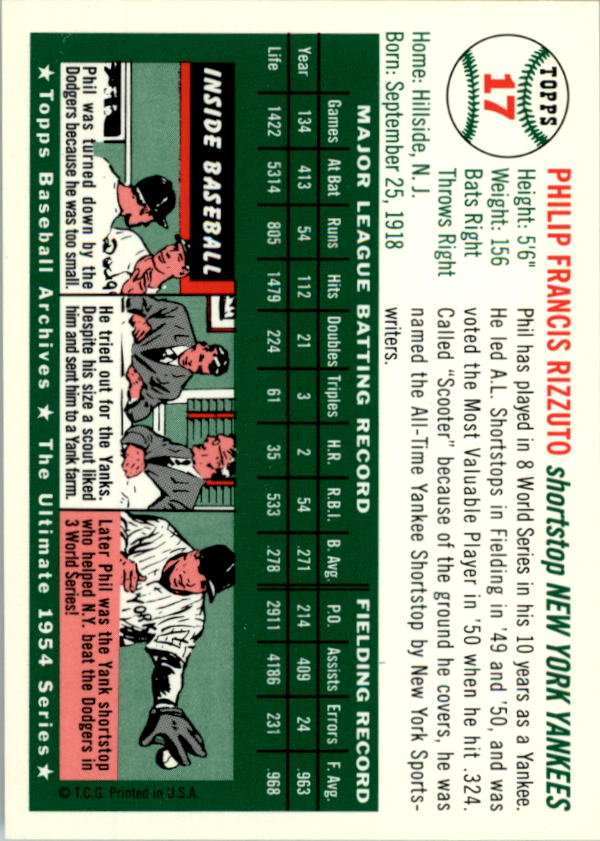 TOPPS
17
PHILIP FRANCIS RIZZUTO shortstop NEW YORK YANKEES
Height: 5'6"
Weight: 156
Bats Right
Throws Right
Home: Hillside, N. J.
Born: September 25, 1918
Phil has played in 8 World Series in his 10 years as a Yankee.
He led A.L. Shortstops in Fielding in '49 and '50, and was
voted the Most Valuable Player in '50 when he hit .324.
Called "Scooter" because of the ground he covers, he was
named the All-Time Yankee Shortstop by New York Sports-
writers.
MAJOR LEAGUE BATTING RECORD FIELDING RECORD
Games At Bat Runs Hits Doubles Triples H.R. R.B.I. B. Avg. P.O. Assists Errors F. Avg.
Year 134 413 54 112 21 3 2 54 .271 214 409 24 .963
Life 1422 5314 805 1479 224 61 35 533 .278 2911 4186 231 .968
INSIDE BASEBALL
Phil was turned down by the
Dodgers because he was too small.
He tried out for the Yanks.
Despite his size a scout liked
him and sent him to a Yank farm.
Later Phil was the Yank shortstop
who helped N.Y. beat the Dodgers in
3 World Series!
© T.C.G. Printed in U.S.A.
★ Topps Baseball Archives ★ The Ultimate 1954 Series ★